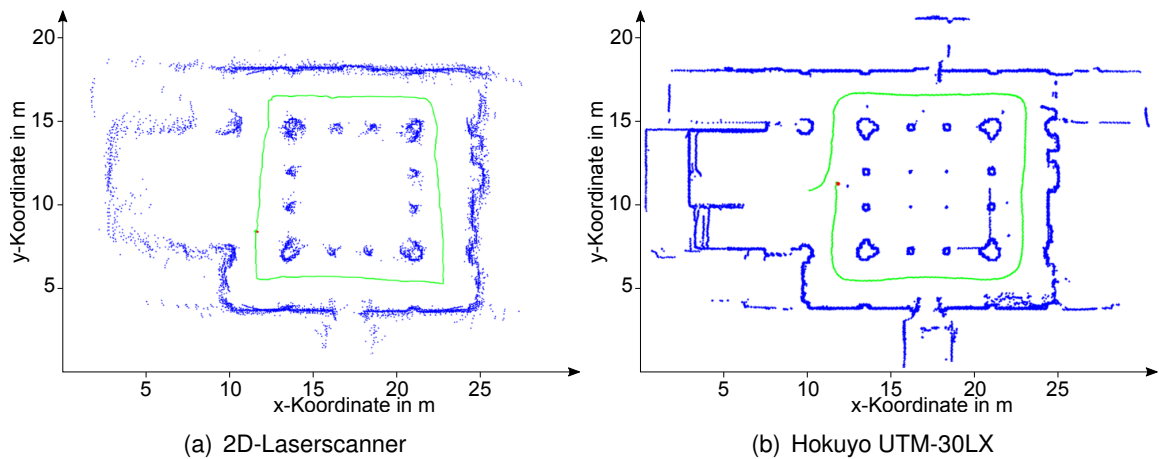 20
15
10
5
y-Koordinate in m
5 10 15 20 25
x-Koordinate in m
(a) 2D-Laserscanner
20
15
10
5
y-Koordinate in m
5 10 15 20 25
x-Koordinate in m
(b) Hokuyo UTM-30LX